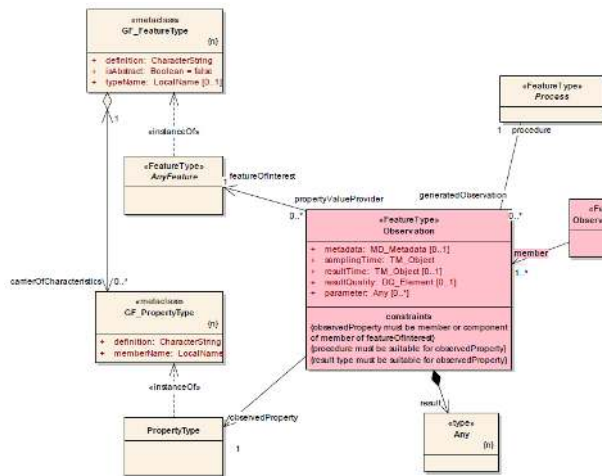 «metaclass»
GF_FeatureType
{n}
+ definition: CharacterString
+ isAbstract: Boolean = false
+ typeName: LocalName [0..1]
1
«instanceOf»
«FeatureType»
AnyFeature
featureOfInterest
1
propertyValueProvider
0..*
«FeatureType»
Process
1
procedure
generatedObservation
0..*
«FeatureType»
Observation
+ metadata: MD_Metadata [0..1]
+ samplingTime: TM_Object
+ resultTime: TM_Object [0..1]
+ resultQuality: DQ_Element [0..1]
+ parameter: Any [0..*]
constraints
{observedProperty must be member or component
of member of featureOfInterest}
{procedure must be suitable for observedProperty}
{result type must be suitable for observedProperty}
member
1..*
«Fe
Observ
carrierOfCharacteristics
0..*
«metaclass»
GF_PropertyType
{n}
+ definition: CharacterString
+ memberName: LocalName
«instanceOf»
PropertyType
/observedProperty
1
result
«type»
Any
{n}